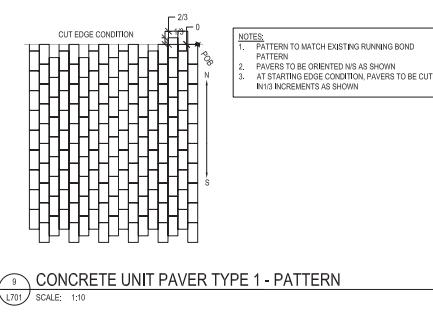 2/3
1/3
0
CUT EDGE CONDITION
POB
N
S
NOTES:
1. PATTERN TO MATCH EXISTING RUNNING BOND
PATTERN
2. PAVERS TO BE ORIENTED N/S AS SHOWN
3. AT STARTING EDGE CONDITION, PAVERS TO BE CUT
IN1/3 INCREMENTS AS SHOWN
9
L701
CONCRETE UNIT PAVER TYPE 1 - PATTERN
SCALE: 1:10